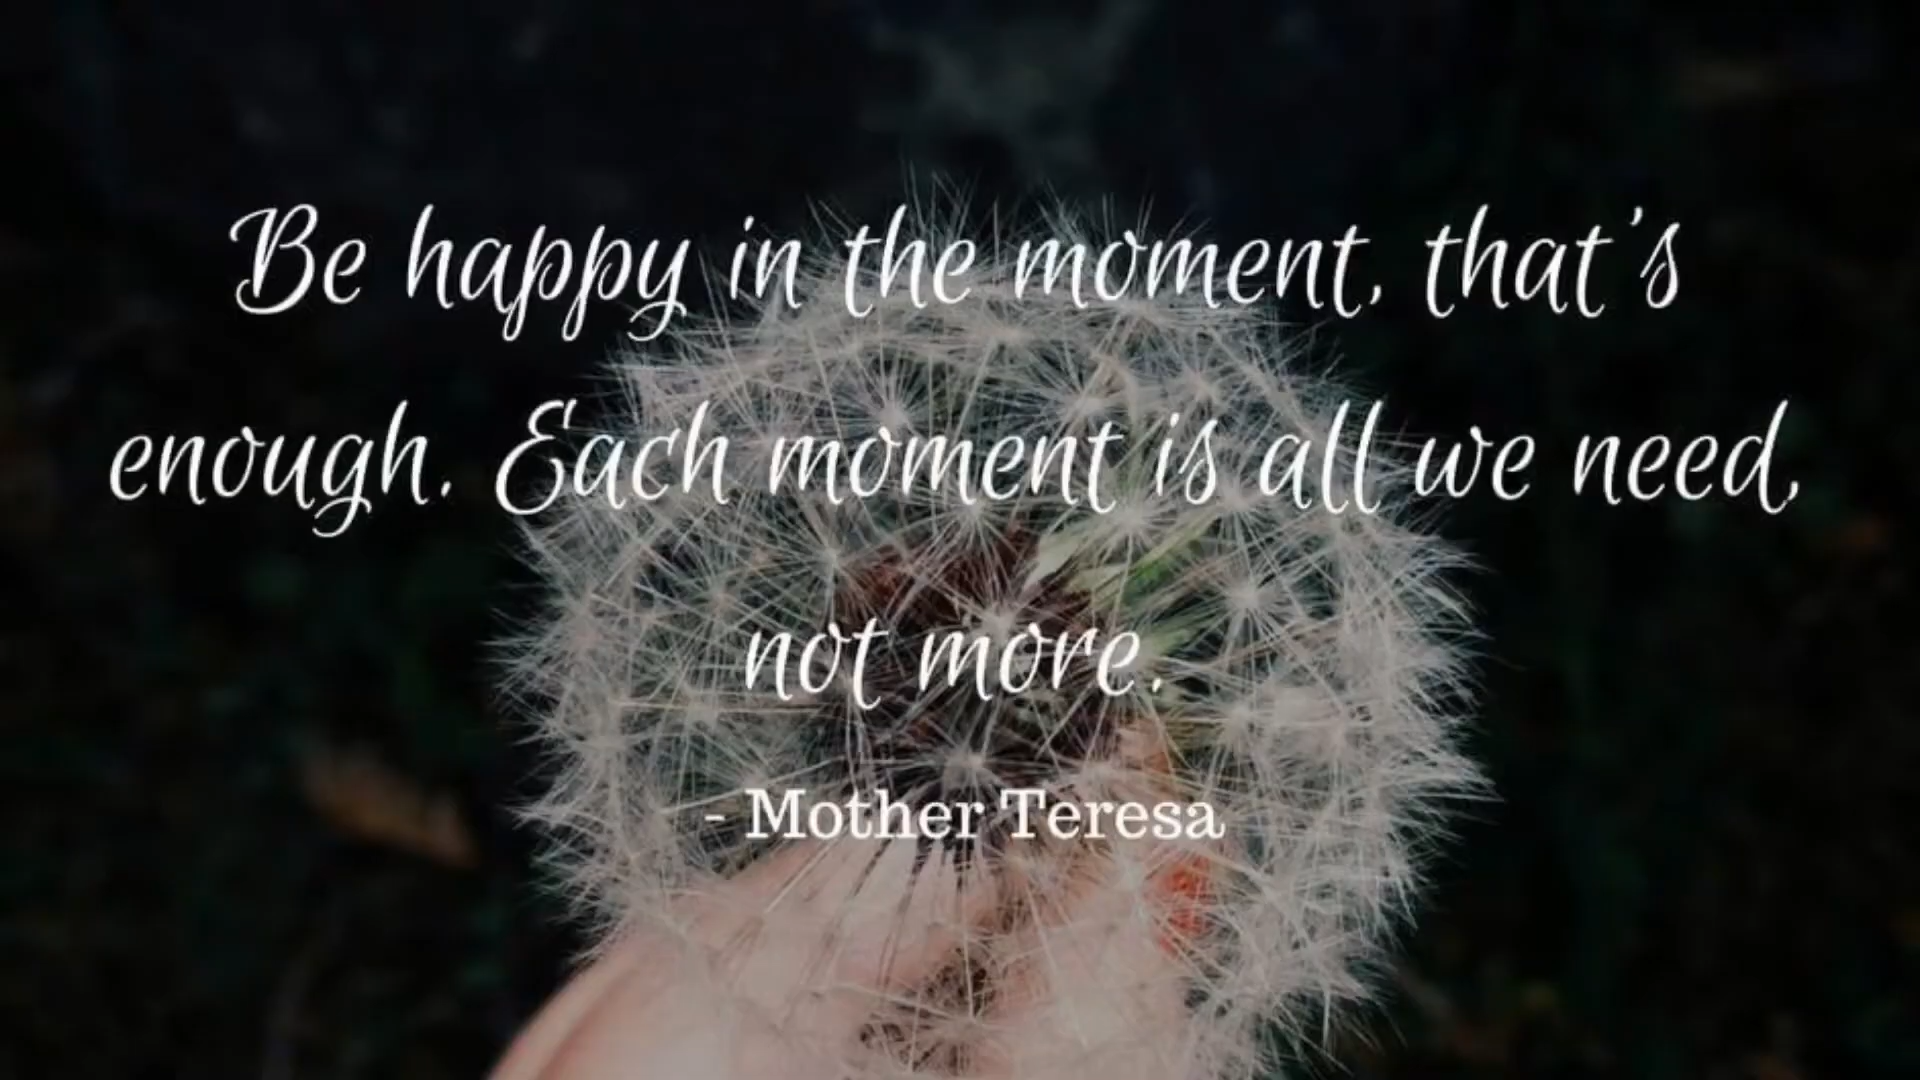 Be happy in the moment, that's
enough. Each moment is all we need,
not more.
- Mother Teresa